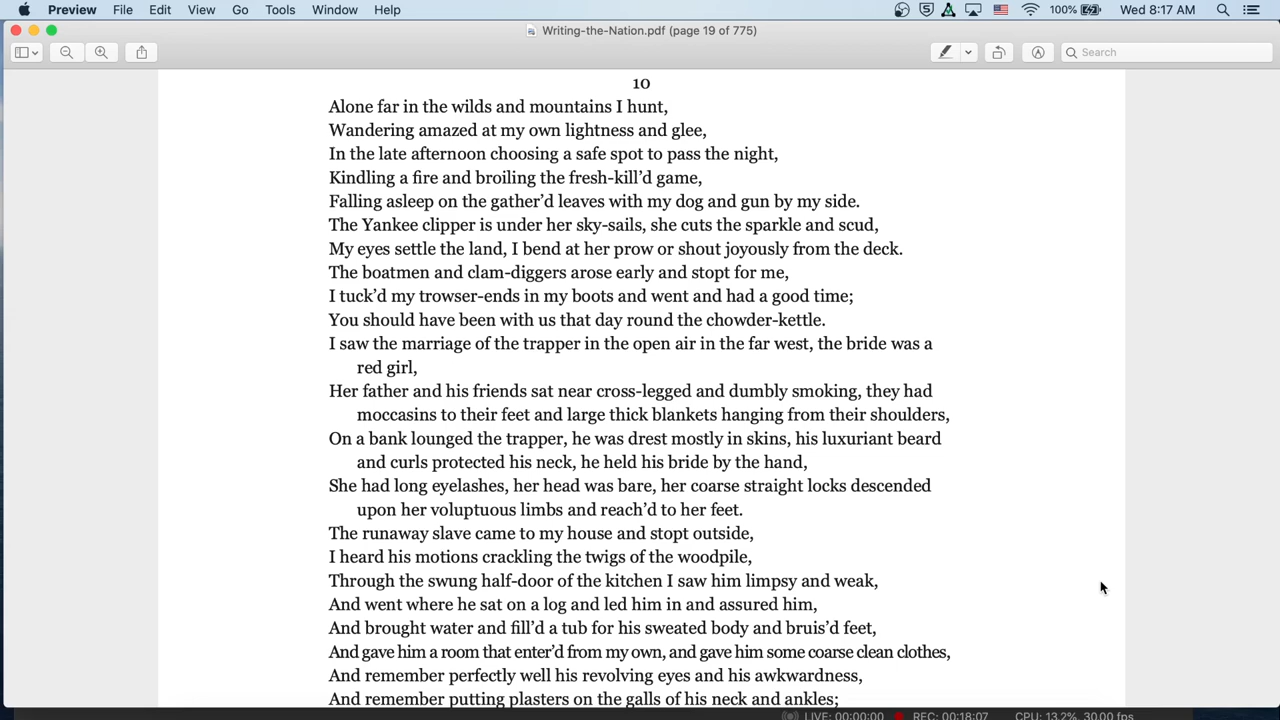 Preview File Edit View Go Tools Window Help 100% Wed 8:17 AM
Writing-the-Nation.pdf (page 19 of 775)
Search
10
Alone far in the wilds and mountains I hunt,
Wandering amazed at my own lightness and glee,
In the late afternoon choosing a safe spot to pass the night,
Kindling a fire and broiling the fresh-kill’d game,
Falling asleep on the gather’d leaves with my dog and gun by my side.
The Yankee clipper is under her sky-sails, she cuts the sparkle and scud,
My eyes settle the land, I bend at her prow or shout joyously from the deck.
The boatmen and clam-diggers arose early and stopt for me,
I tuck’d my trowser-ends in my boots and went and had a good time;
You should have been with us that day round the chowder-kettle.
I saw the marriage of the trapper in the open air in the far west, the bride was a
red girl,
Her father and his friends sat near cross-legged and dumbly smoking, they had
moccasins to their feet and large thick blankets hanging from their shoulders,
On a bank lounged the trapper, he was drest mostly in skins, his luxuriant beard
and curls protected his neck, he held his bride by the hand,
She had long eyelashes, her head was bare, her coarse straight locks descended
upon her voluptuous limbs and reach’d to her feet.
The runaway slave came to my house and stopt outside,
I heard his motions crackling the twigs of the woodpile,
Through the swung half-door of the kitchen I saw him limpsy and weak,
And went where he sat on a log and led him in and assured him,
And brought water and fill’d a tub for his sweated body and bruis’d feet,
And gave him a room that enter’d from my own, and gave him some coarse clean clothes,
And remember perfectly well his revolving eyes and his awkwardness,
And remember putting plasters on the galls of his neck and ankles;
LIVE: 00:00:00 REC: 00:18:07 CPU: 13.2%, 30.00 fps